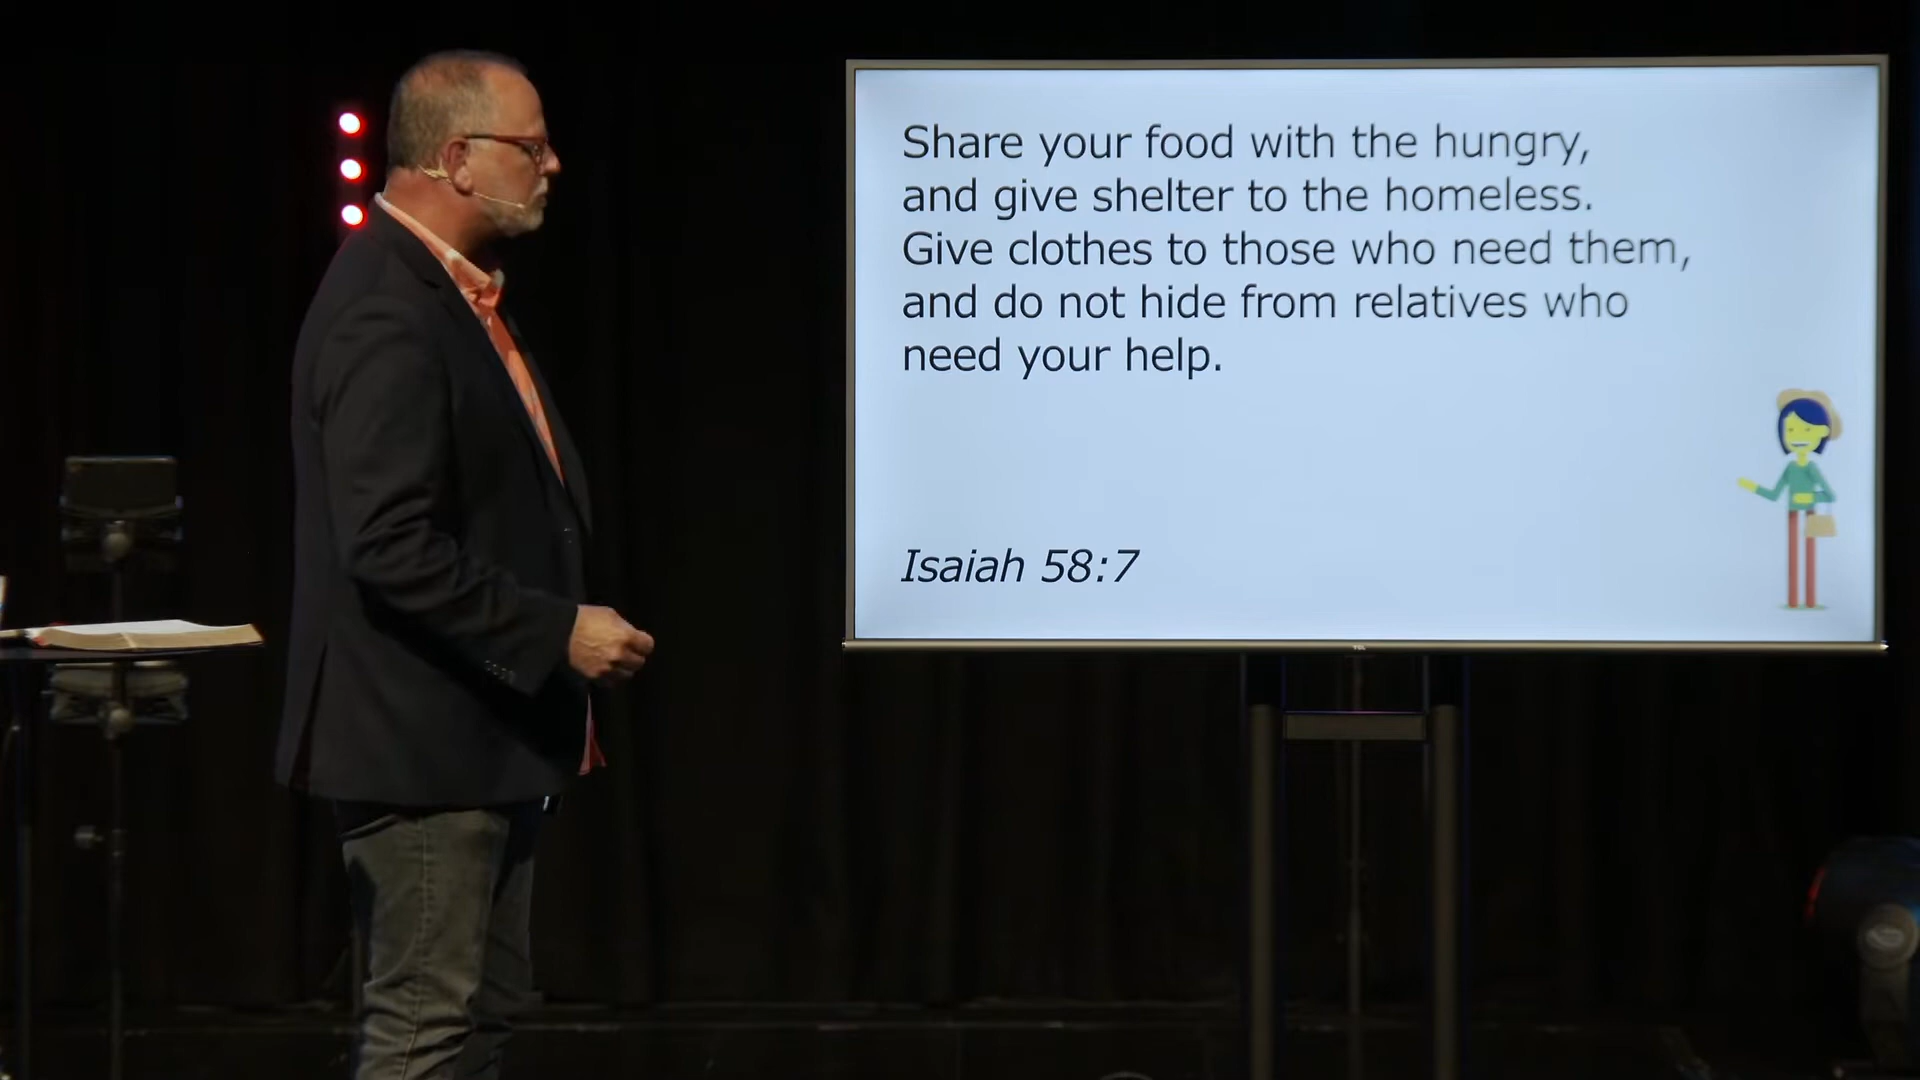 Share your food with the hungry,
and give shelter to the homeless.
Give clothes to those who need them,
and do not hide from relatives who
need your help.
Isaiah 58:7